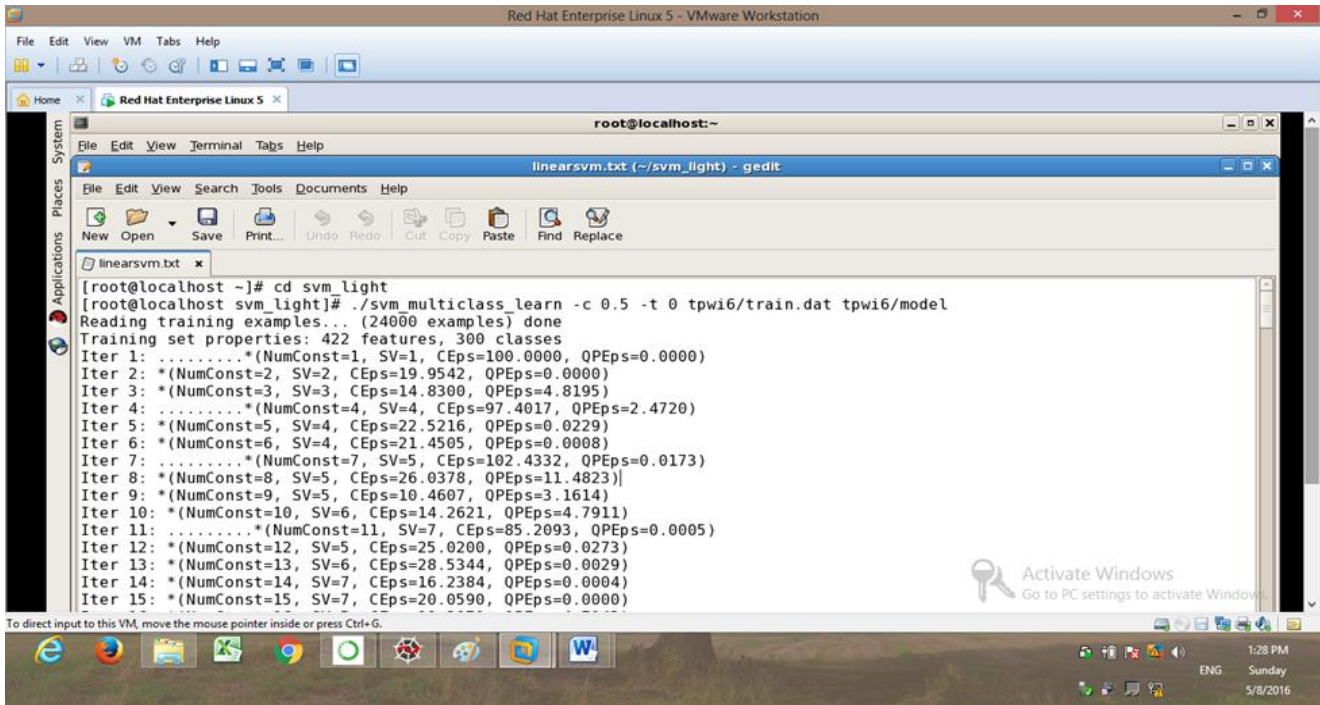 Red Hat Enterprise Linux 5 - VMware Workstation
File Edit View VM Tabs Help
Home Red Hat Enterprise Linux 5
root@localhost:~
File Edit View Terminal Tabs Help
linearsvm.txt (~/svm_light) - gedit
File Edit View Search Tools Documents Help
New Open Save Print... Undo Redo Cut Copy Paste Find Replace
linearsvm.txt
System
Places
Applications
[root@localhost ~]# cd svm_light
[root@localhost svm_light]# ./svm_multiclass_learn -c 0.5 -t 0 tpwi6/train.dat tpwi6/model
Reading training examples... (24000 examples) done
Training set properties: 422 features, 300 classes
Iter 1: .........*(NumConst=1, SV=1, CEps=100.0000, QPEps=0.0000)
Iter 2: *(NumConst=2, SV=2, CEps=19.9542, QPEps=0.0000)
Iter 3: *(NumConst=3, SV=3, CEps=14.8300, QPEps=4.8195)
Iter 4: .........*(NumConst=4, SV=4, CEps=97.4017, QPEps=2.4720)
Iter 5: *(NumConst=5, SV=4, CEps=22.5216, QPEps=0.0229)
Iter 6: *(NumConst=6, SV=4, CEps=21.4505, QPEps=0.0008)
Iter 7: .........*(NumConst=7, SV=5, CEps=102.4332, QPEps=0.0173)
Iter 8: *(NumConst=8, SV=5, CEps=26.0378, QPEps=11.4823)
Iter 9: *(NumConst=9, SV=5, CEps=10.4607, QPEps=3.1614)
Iter 10: *(NumConst=10, SV=6, CEps=14.2621, QPEps=4.7911)
Iter 11: .........*(NumConst=11, SV=7, CEps=85.2093, QPEps=0.0005)
Iter 12: *(NumConst=12, SV=5, CEps=25.0200, QPEps=0.0273)
Iter 13: *(NumConst=13, SV=6, CEps=28.5344, QPEps=0.0029)
Iter 14: *(NumConst=14, SV=7, CEps=16.2384, QPEps=0.0004)
Iter 15: *(NumConst=15, SV=7, CEps=20.0590, QPEps=0.0000)
Activate Windows
Go to PC settings to activate Windows.
To direct input to this VM, move the mouse pointer inside or press Ctrl+G.
1:28 PM
ENG Sunday
5/8/2016